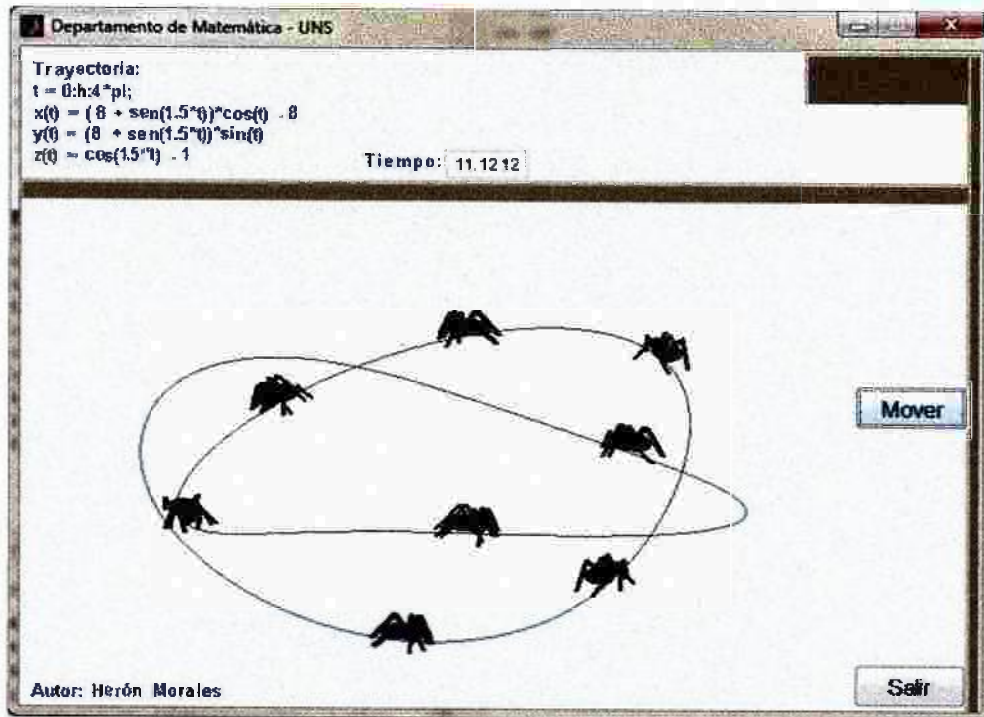 Departamento de Matemática - UNS
Trayectoria:
t = 0:h:4*pi;
x(t) = ( 8 + sen(1.5*t))*cos(t) - 8
y(t) = (8 + sen(1.5*t))*sin(t)
z(t) = cos(1.5*t) - 1
Tiempo: 11.1212
Mover
Autor: Herón Morales
Salir